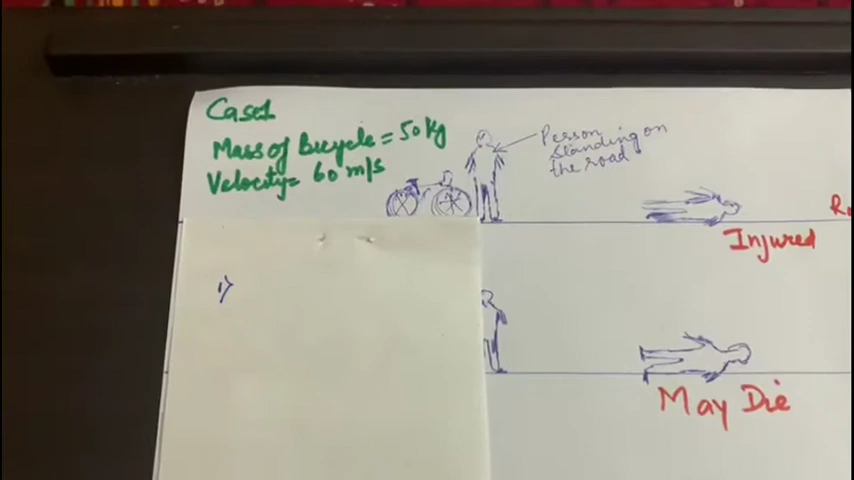 Case1
Mass of Bicycle = 50 Kg
Velocity = 60 m/s
Person
standing on
the road
Injured
1)
May Die